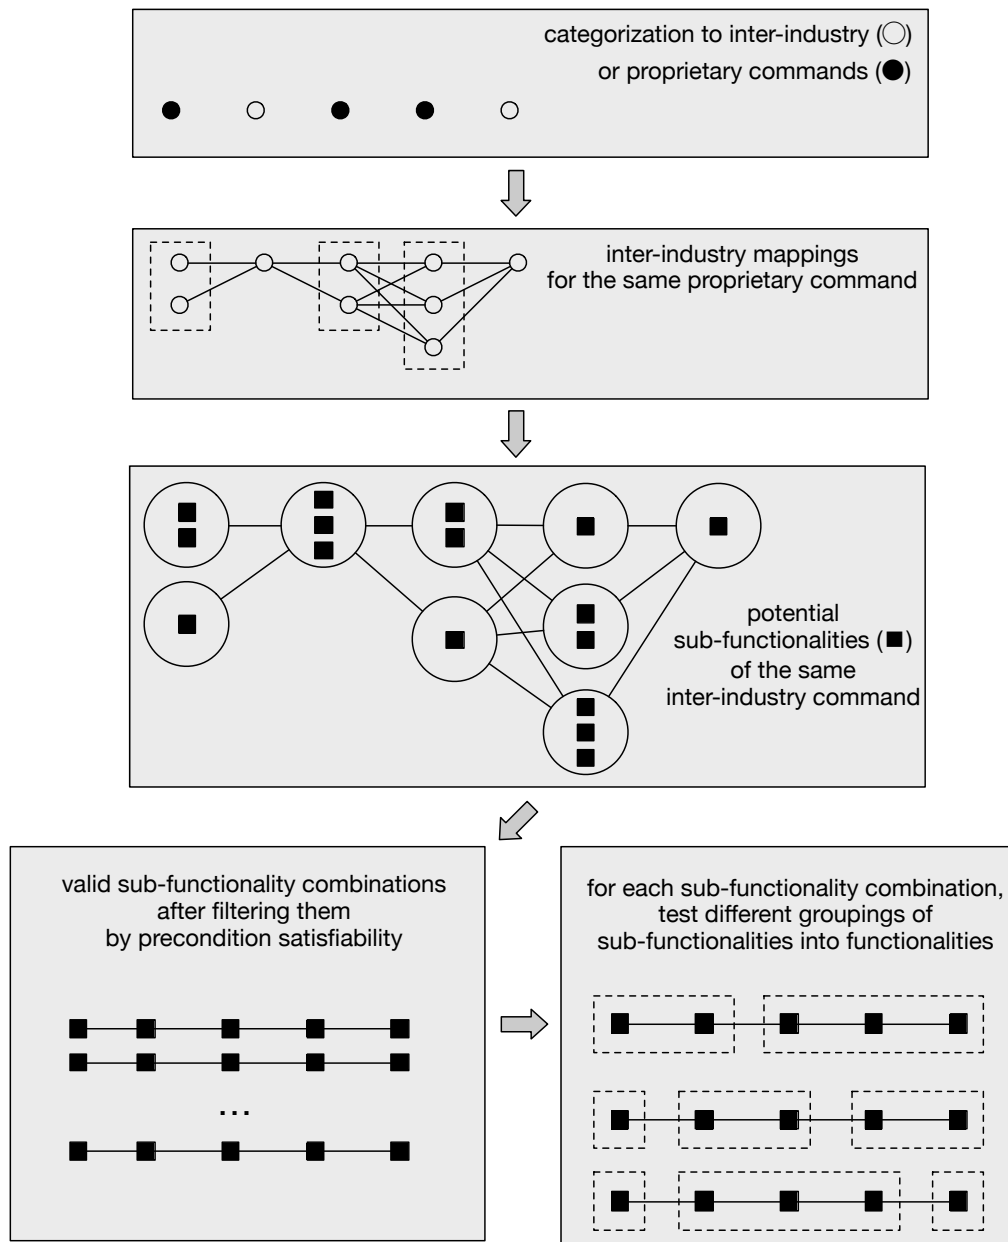 categorization to inter-industry (○)
or proprietary commands (●)
inter-industry mappings
for the same proprietary command
potential
sub-functionalities (■)
of the same
inter-industry command
valid sub-functionality combinations
after filtering them
by precondition satisfiability
...
for each sub-functionality combination,
test different groupings of
sub-functionalities into functionalities